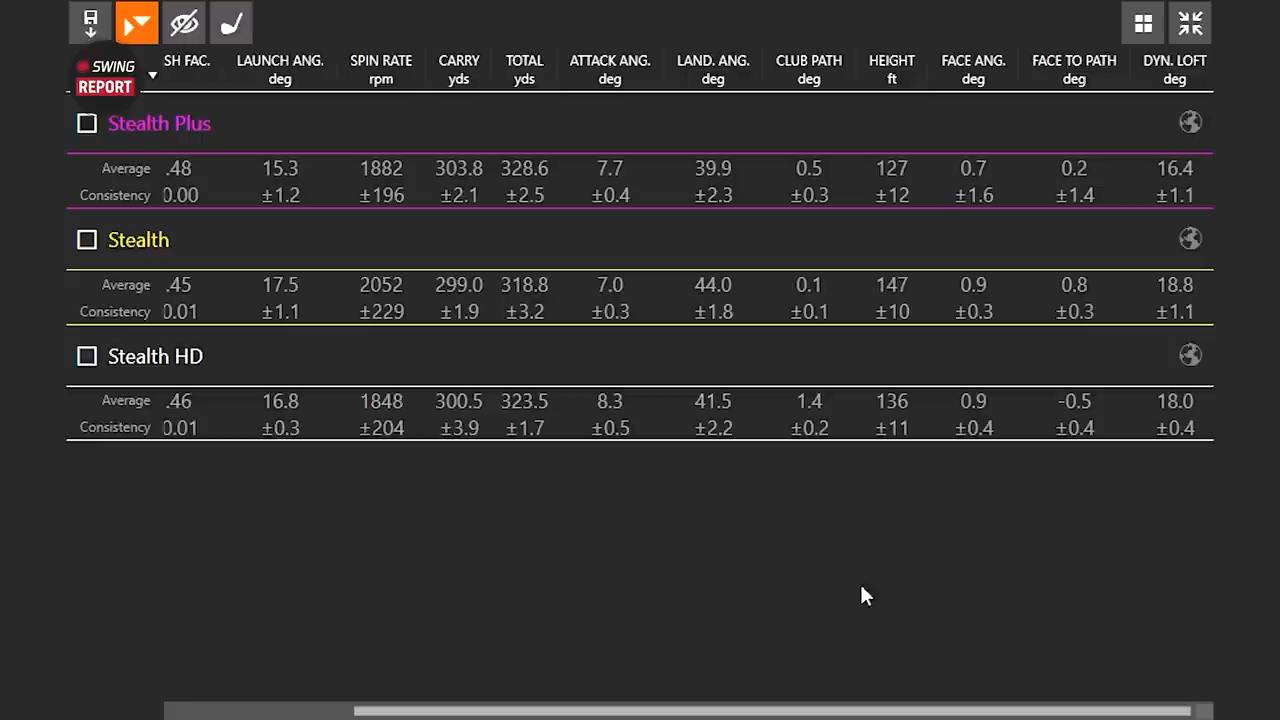 SWING REPORT
SH FAC. LAUNCH ANG. SPIN RATE CARRY TOTAL ATTACK ANG. LAND. ANG. CLUB PATH HEIGHT FACE ANG. FACE TO PATH DYN. LOFT
deg rpm yds yds deg deg deg ft deg deg deg
Stealth Plus
Average .48 15.3 1882 303.8 328.6 7.7 39.9 0.5 127 0.7 0.2 16.4
Consistency 0.00 ±1.2 ±196 ±2.1 ±2.5 ±0.4 ±2.3 ±0.3 ±12 ±1.6 ±1.4 ±1.1
Stealth
Average .45 17.5 2052 299.0 318.8 7.0 44.0 0.1 147 0.9 0.8 18.8
Consistency 0.01 ±1.1 ±229 ±1.9 ±3.2 ±0.3 ±1.8 ±0.1 ±10 ±0.3 ±0.3 ±1.1
Stealth HD
Average .46 16.8 1848 300.5 323.5 8.3 41.5 1.4 136 0.9 -0.5 18.0
Consistency 0.01 ±0.3 ±204 ±3.9 ±1.7 ±0.5 ±2.2 ±0.2 ±11 ±0.4 ±0.4 ±0.4